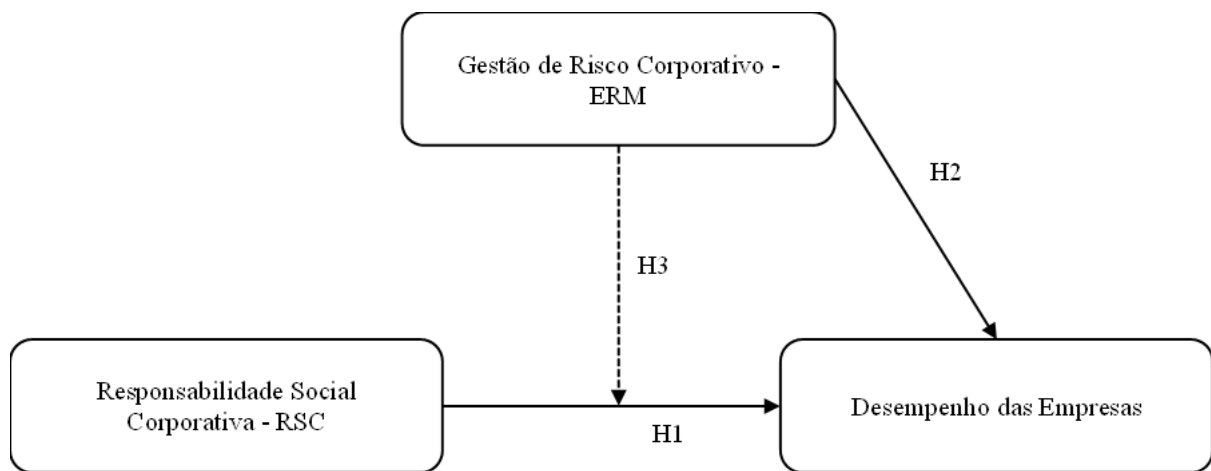 Gestão de Risco Corporativo -
ERM
H2
H3
Responsabilidade Social
Corporativa - RSC
H1
Desempenho das Empresas